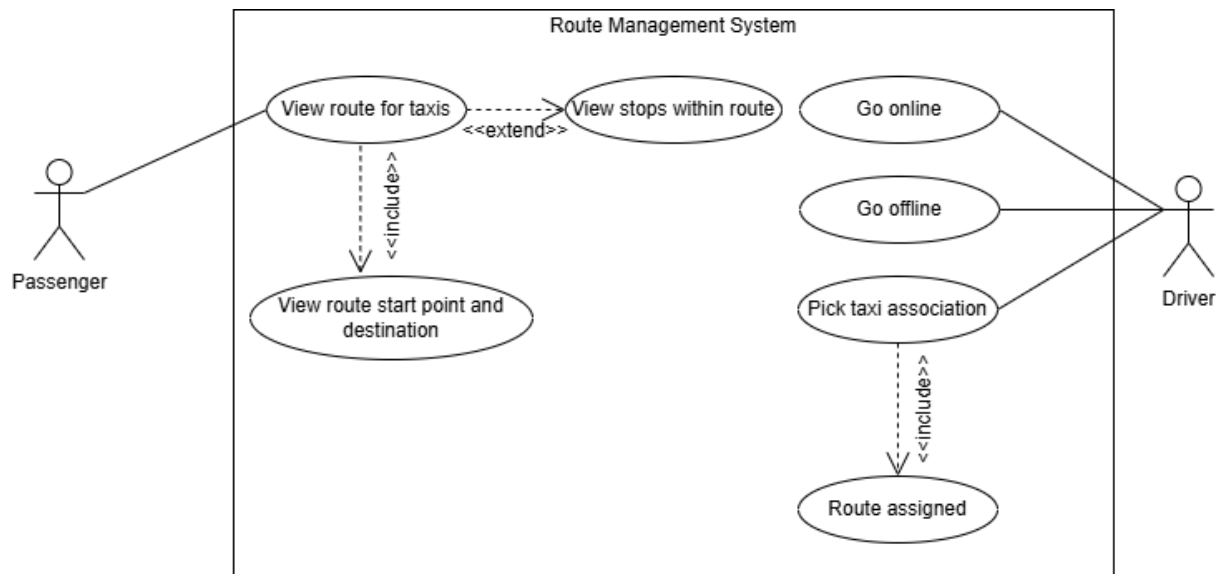 Route Management System
View route for taxis
<<extend>>
View stops within route
Go online
<<include>>
Go offline
Passenger
Driver
View route start point and
destination
Pick taxi association
<<include>>
Route assigned